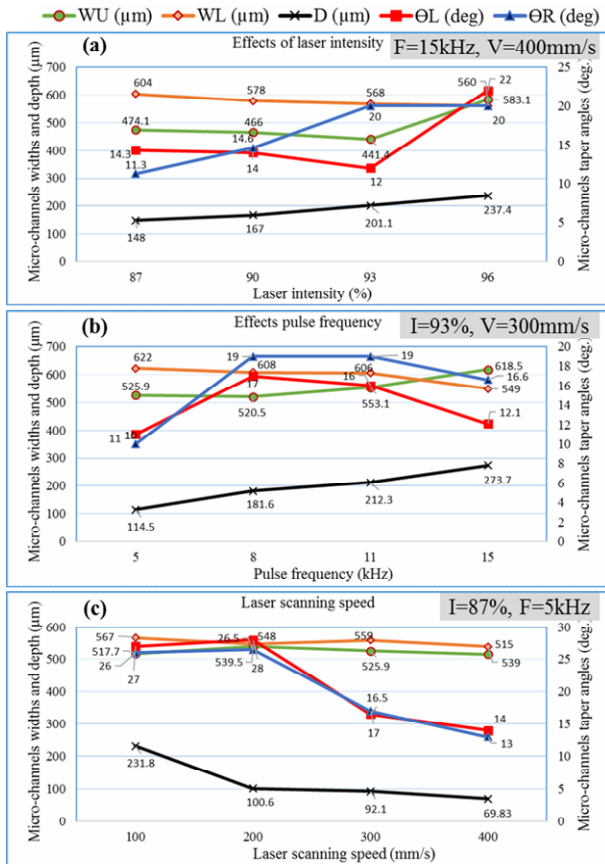 WU (µm) WL (µm) D (µm) ΘL (deg) ΘR (deg)
(a) Effects of laser intensity F=15kHz, V=400mm/s
Micro-channels widths and depth (µm)
Micro-channels taper angles (deg.)
700 600 500 400 300 200 100 0
25 20 15 10 5 0
604 578 568 560 22
583.1
474.1 466 441.4 20 20
14.3 14.6
11.3 14 12
148 167 201.1 237.4
87 90 93 96
Laser intensity (%)
(b) Effects pulse frequency I=93%, V=300mm/s
Micro-channels widths and depth (µm)
Micro-channels taper angles (deg.)
700 600 500 400 300 200 100 0
20 18 16 14 12 10 8 6 4 2 0
622 19 608 606 19 618.5
525.9 17 16 16.6
520.5 553.1 549
11 10 12.1
114.5 181.6 212.3 273.7
5 8 11 15
Pulse frequency (kHz)
(c) Laser scanning speed I=87%, F=5kHz
Micro-channels widths and depth (µm)
Micro-channels taper angles (deg.)
600 500 400 300 200 100 0
30 25 20 15 10 5 0
567 26.5 548 559 515
517.7 539.5 525.9 539
26 27 28
16.5 14
17 13
231.8 100.6 92.1 69.83
100 200 300 400
Laser scanning speed (mm/s)